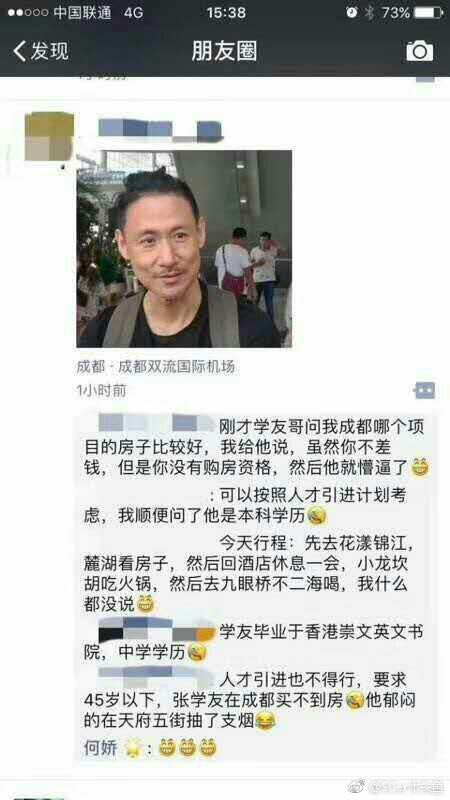 中国联通 4G 15:38 73%
发现 朋友圈
成都 · 成都双流国际机场
1小时前
刚才学友哥问我成都哪个项
目的房子比较好，我给他说，虽然你不差
钱，但是你没有购房资格，然后他就懵逼了😁
: 可以按照人才引进计划考
虑，我顺便问了他是本科学历🤣
今天行程：先去花漾锦江，
麓湖看房子，然后回酒店休息一会，小龙坎
胡吃火锅，然后去九眼桥不二海喝，我什么
都没说😁
学友毕业于香港崇文英文书
院，中学学历🤣
人才引进也不得行，要求
45岁以下，张学友在成都买不到房🤣他郁闷
的在天府五街抽了支烟😂
何娇🌟：😁😁😁